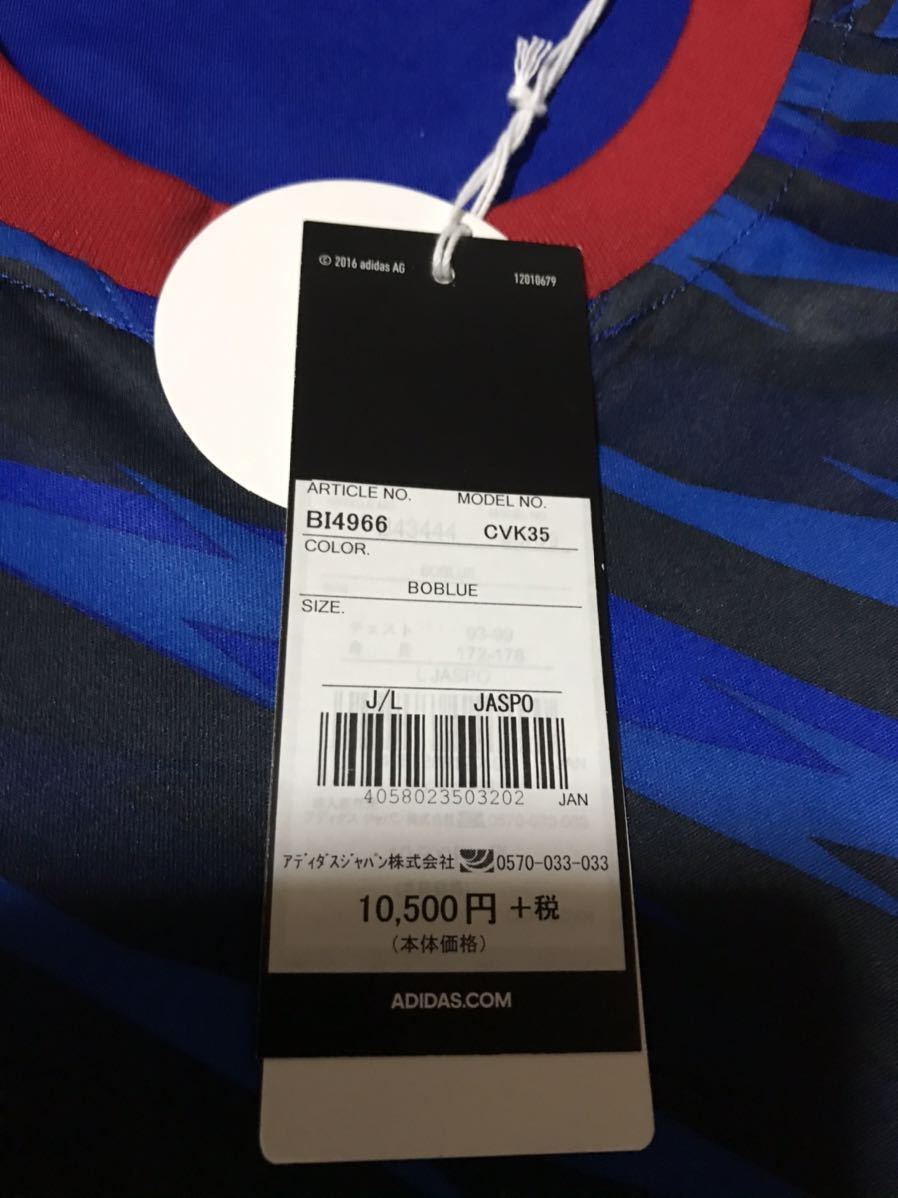 © 2016 adidas AG
12010679
ARTICLE NO. MODEL NO.
BI4966 CVK35
COLOR.
BOBLUE
SIZE.
J/L JASPO
4058023503202 JAN
アディダスジャパン株式会社 0570-033-033
10,500円 +税
(本体価格)
ADIDAS.COM